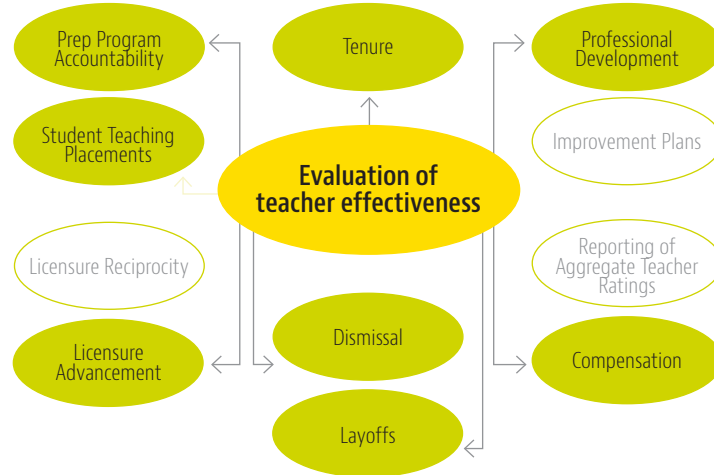 Prep Program
Accountability
Tenure
Professional
Development
Student Teaching
Placements
Improvement Plans
Evaluation of
teacher effectiveness
Licensure Reciprocity
Reporting of
Aggregate Teacher
Ratings
Dismissal
Licensure
Advancement
Compensation
Layoffs